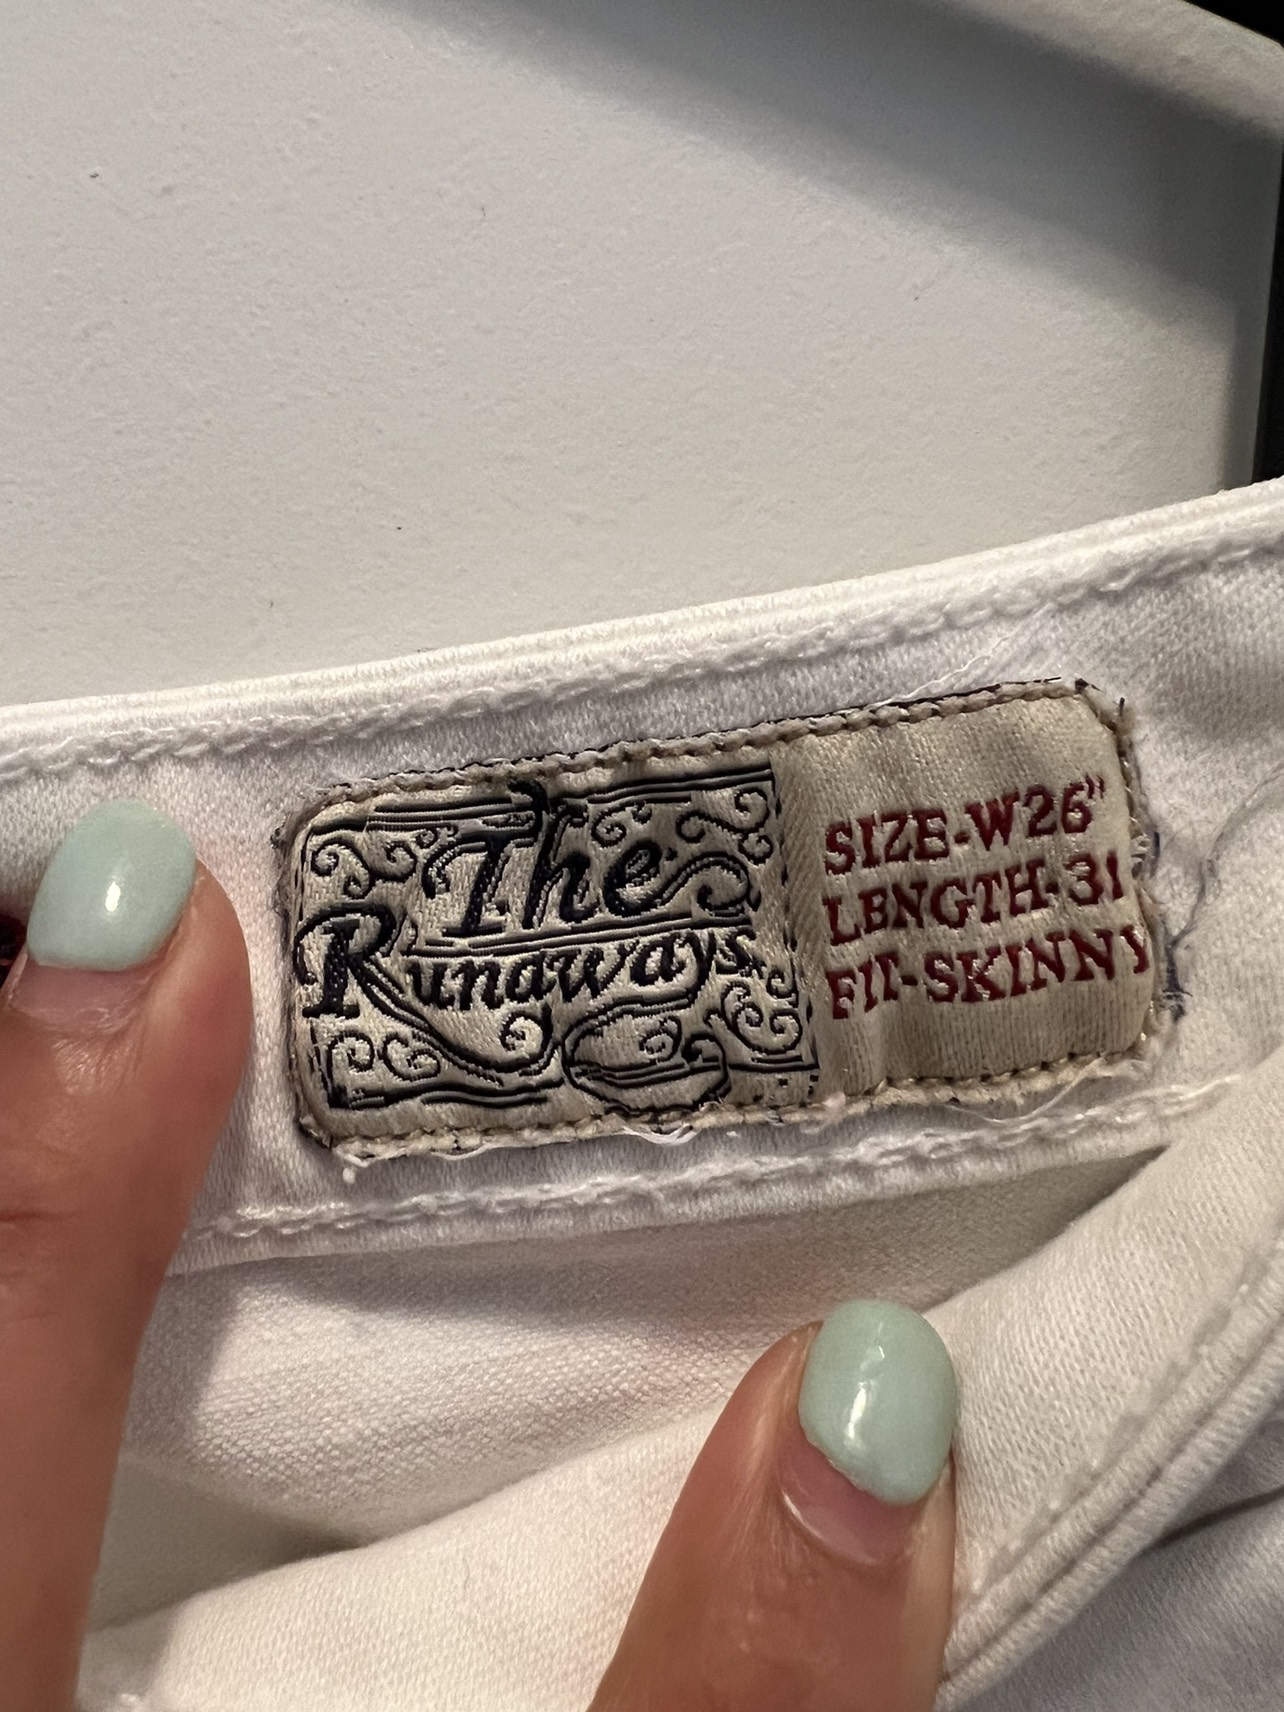 The
Runaways
SIZE-W26"
LENGTH-31
FIT-SKINNY